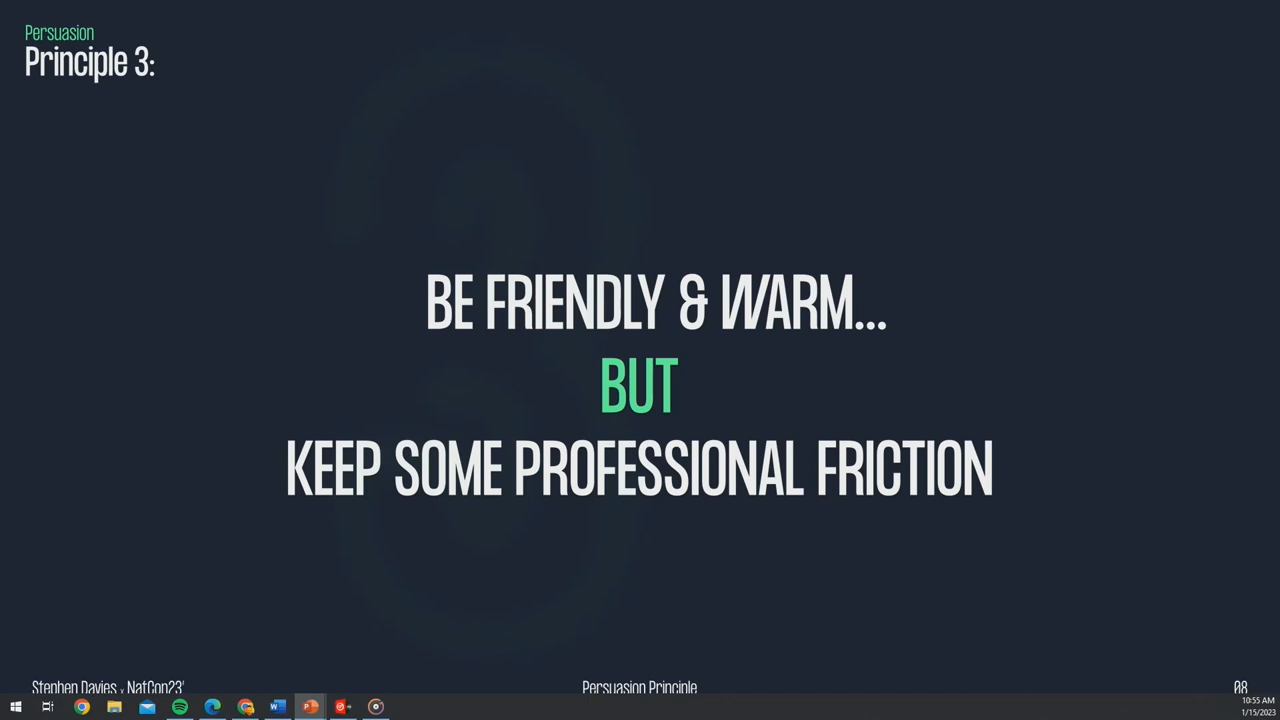 Persuasion
Principle 3:
3
BE FRIENDLY & WARM...
BUT
KEEP SOME PROFESSIONAL FRICTION
Stephen Davies x NatCon23'
Persuasion Principle
08
10:55 AM
1/15/2023